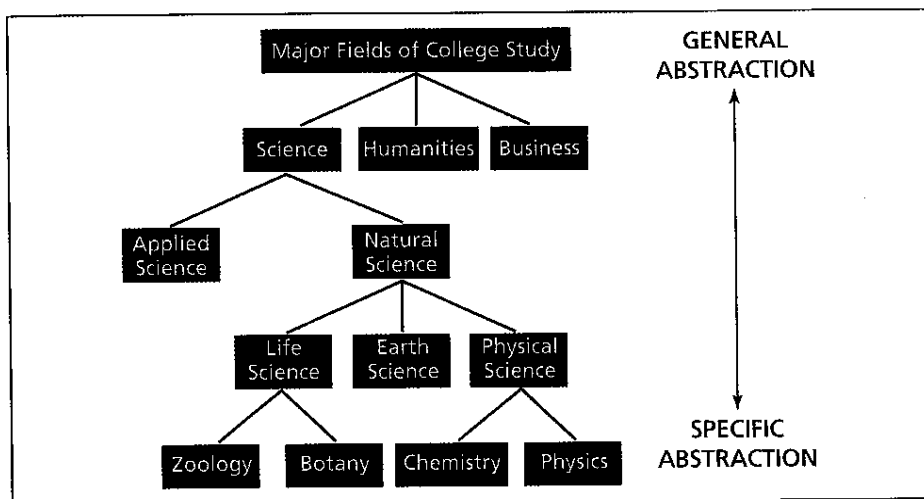 Major Fields of College Study
GENERAL
ABSTRACTION
Science
Humanities
Business
Applied
Science
Natural
Science
Life
Science
Earth
Science
Physical
Science
Zoology
Botany
Chemistry
Physics
SPECIFIC
ABSTRACTION